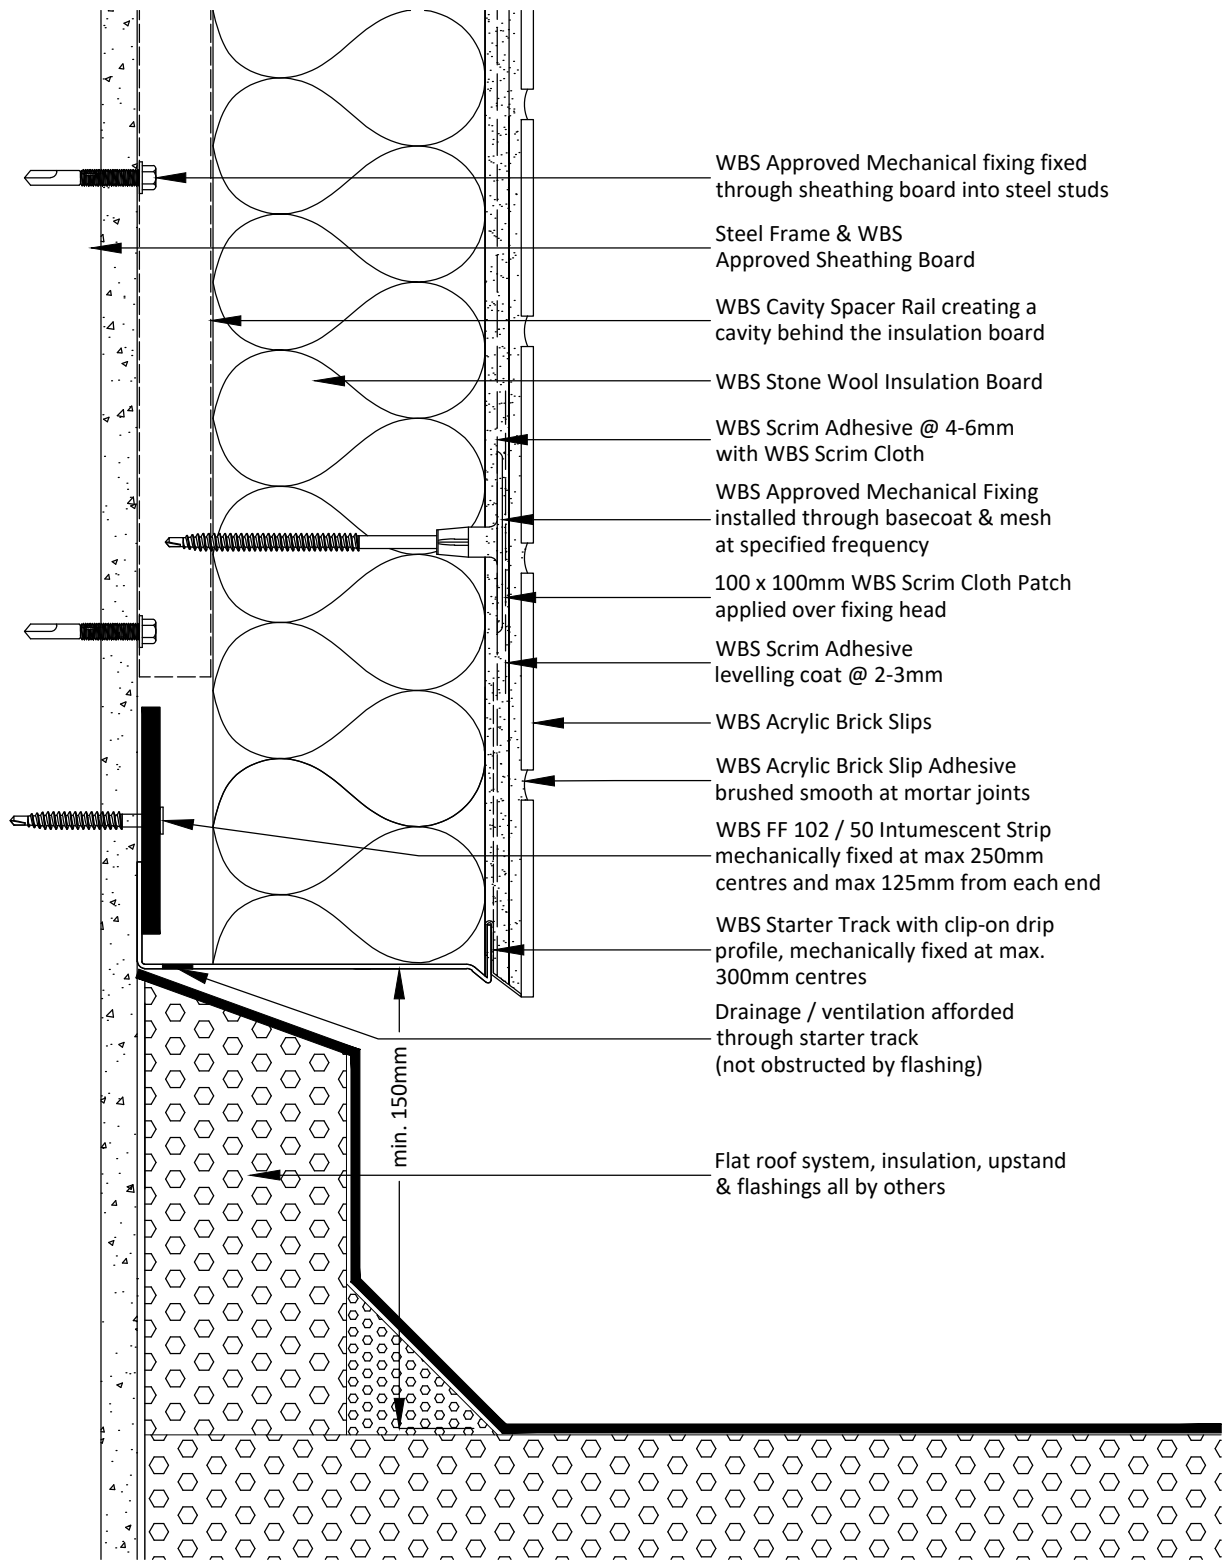 WBS Approved Mechanical fixing fixed
through sheathing board into steel studs
Steel Frame & WBS
Approved Sheathing Board
WBS Cavity Spacer Rail creating a
cavity behind the insulation board
WBS Stone Wool Insulation Board
WBS Scrim Adhesive @ 4-6mm
with WBS Scrim Cloth
WBS Approved Mechanical Fixing
installed through basecoat & mesh
at specified frequency
100 x 100mm WBS Scrim Cloth Patch
applied over fixing head
WBS Scrim Adhesive
levelling coat @ 2-3mm
WBS Acrylic Brick Slips
WBS Acrylic Brick Slip Adhesive
brushed smooth at mortar joints
WBS FF 102 / 50 Intumescent Strip
mechanically fixed at max 250mm
centres and max 125mm from each end
WBS Starter Track with clip-on drip
profile, mechanically fixed at max.
300mm centres
Drainage / ventilation afforded
through starter track
(not obstructed by flashing)
min. 150mm
Flat roof system, insulation, upstand
& flashings all by others